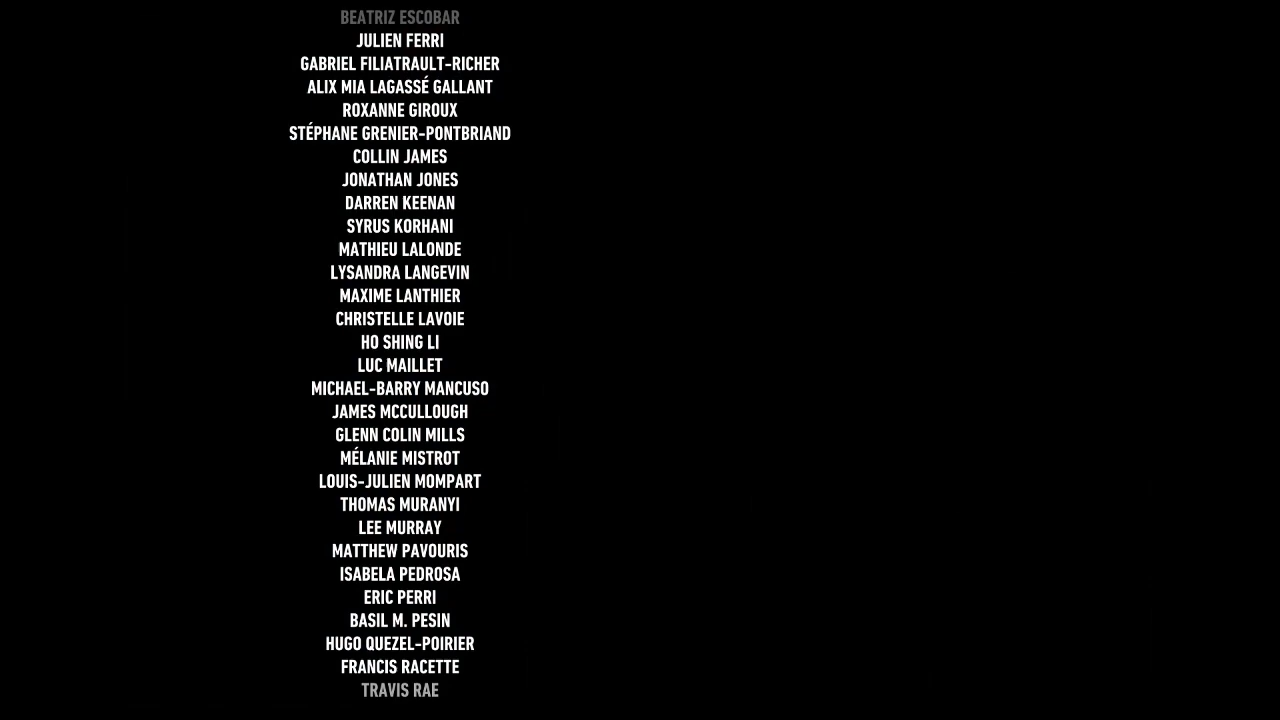 BEATRIZ ESCOBAR
JULIEN FERRI
GABRIEL FILIATRAULT-RICHER
ALIX MIA LAGASSÉ GALLANT
ROXANNE GIROUX
STÉPHANE GRENIER-PONTBRIAND
COLLIN JAMES
JONATHAN JONES
DARREN KEENAN
SYRUS KORHANI
MATHIEU LALONDE
LYSANDRA LANGEVIN
MAXIME LANTHIER
CHRISTELLE LAVOIE
HO SHING LI
LUC MAILLET
MICHAEL-BARRY MANCUSO
JAMES MCCULLOUGH
GLENN COLIN MILLS
MÉLANIE MISTROT
LOUIS-JULIEN MOMPART
THOMAS MURANYI
LEE MURRAY
MATTHEW PAVOURIS
ISABELA PEDROSA
ERIC PERRI
BASIL M. PESIN
HUGO QUEZEL-POIRIER
FRANCIS RACETTE
TRAVIS RAE